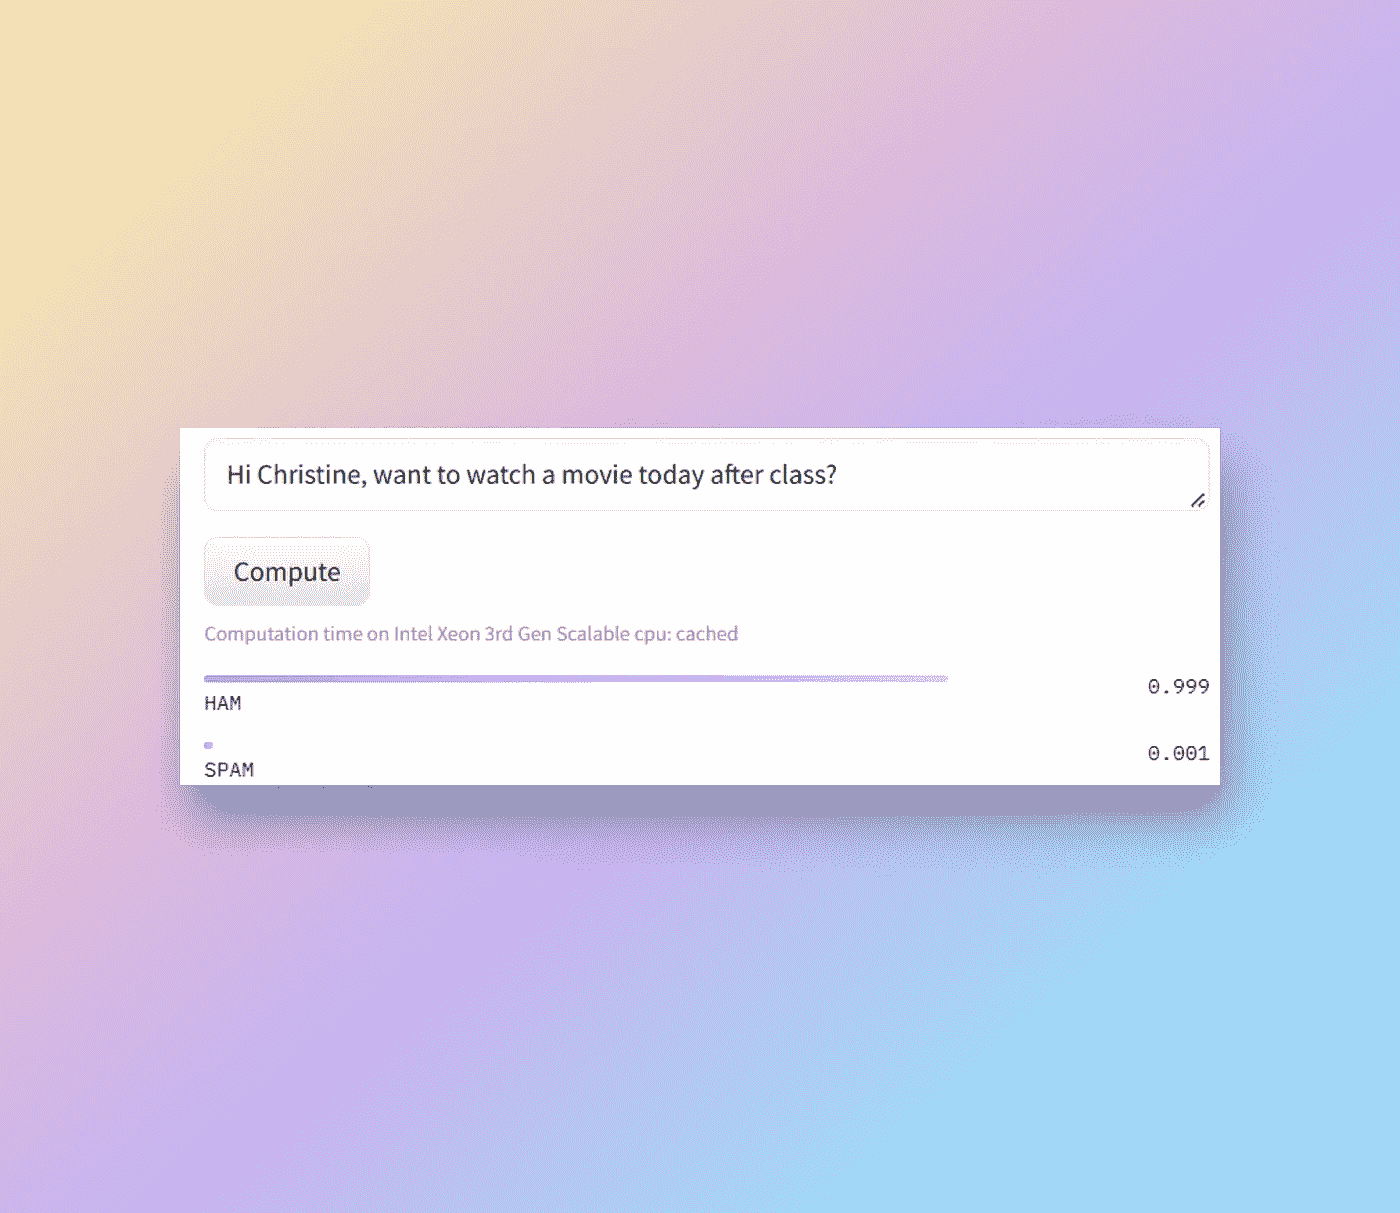 Hi Christine, want to watch a movie today after class?
Compute
Computation time on Intel Xeon 3rd Gen Scalable cpu: cached
HAM
0.999
SPAM
0.001